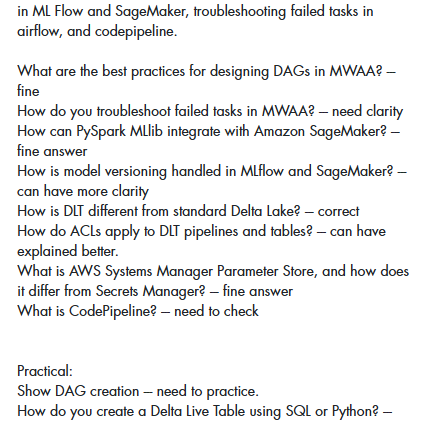 in ML Flow and SageMaker, troubleshooting failed tasks in
airflow, and codepipeline.
What are the best practices for designing DAGs in MWAA? –
fine
How do you troubleshoot failed tasks in MWAA? – need clarity
How can PySpark MLlib integrate with Amazon SageMaker? –
fine answer
How is model versioning handled in MLflow and SageMaker? –
can have more clarity
How is DLT different from standard Delta Lake? – correct
How do ACLs apply to DLT pipelines and tables? – can have
explained better.
What is AWS Systems Manager Parameter Store, and how does
it differ from Secrets Manager? – fine answer
What is CodePipeline? – need to check
Practical:
Show DAG creation – need to practice.
How do you create a Delta Live Table using SQL or Python? –